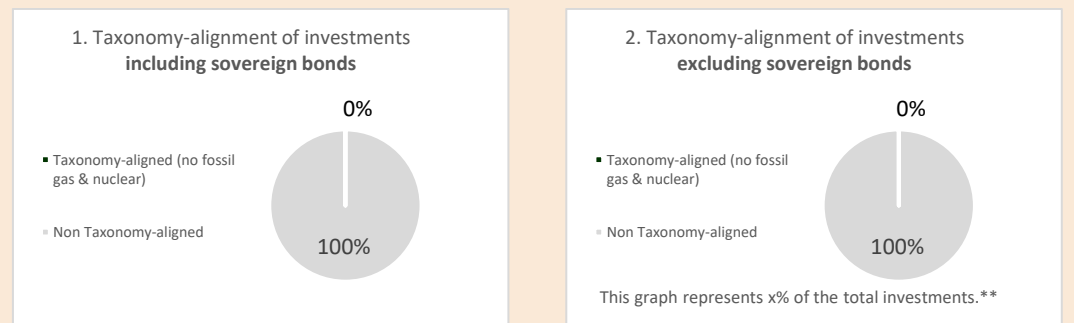 1. Taxonomy-alignment of investments
including sovereign bonds
0%
Taxonomy-aligned (no fossil
gas & nuclear)
Non Taxonomy-aligned
100%
2. Taxonomy-alignment of investments
excluding sovereign bonds
0%
Taxonomy-aligned (no fossil
gas & nuclear)
Non Taxonomy-aligned
100%
This graph represents x% of the total investments.**